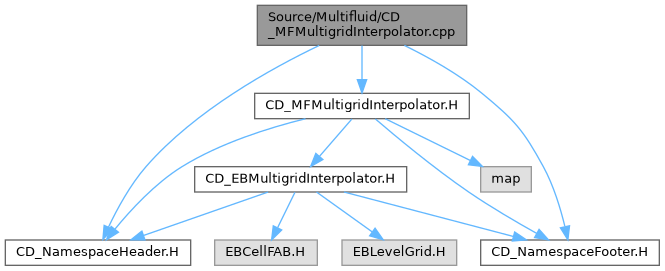 Source/Multifluid/CD
_MFMultigridInterpolator.cpp
CD_MFMultigridInterpolator.H
CD_EBMultigridInterpolator.H
map
CD_NamespaceHeader.H
EBCellFAB.H
EBLevelGrid.H
CD_NamespaceFooter.H